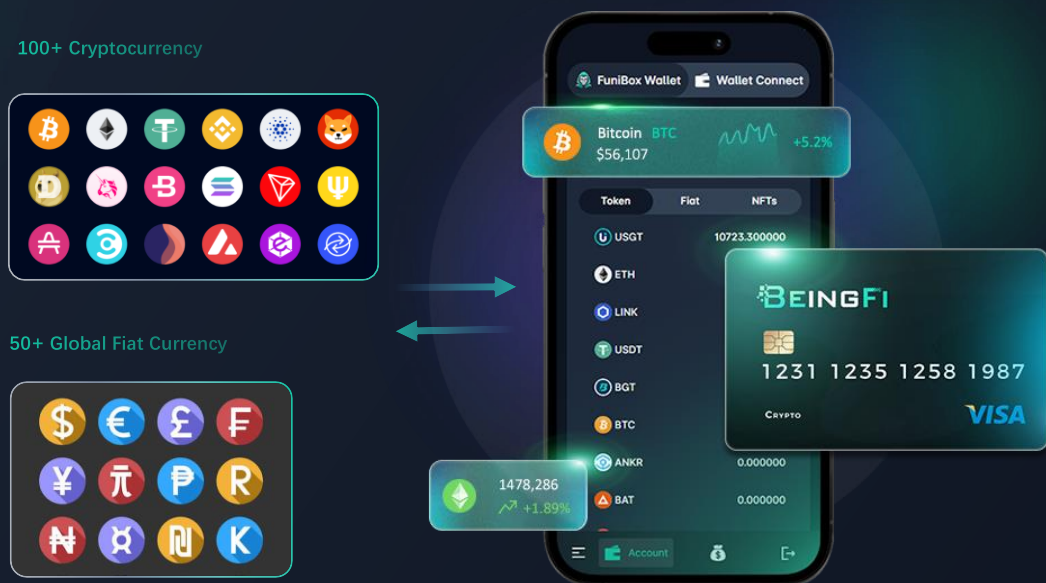 100+ Cryptocurrency
50+ Global Fiat Currency
FuniBox Wallet
Wallet Connect
Bitcoin BTC
$56,107
+5.2%
Token Fiat NFTs
USGT 10723.300000
ETH
LINK
USDT
BGT
BTC
ANKR 0.000000
BAT 0.000000
Account
BEINGFI
1231 1235 1258 1987
CRYPTO
VISA
1478,286
+1.89%